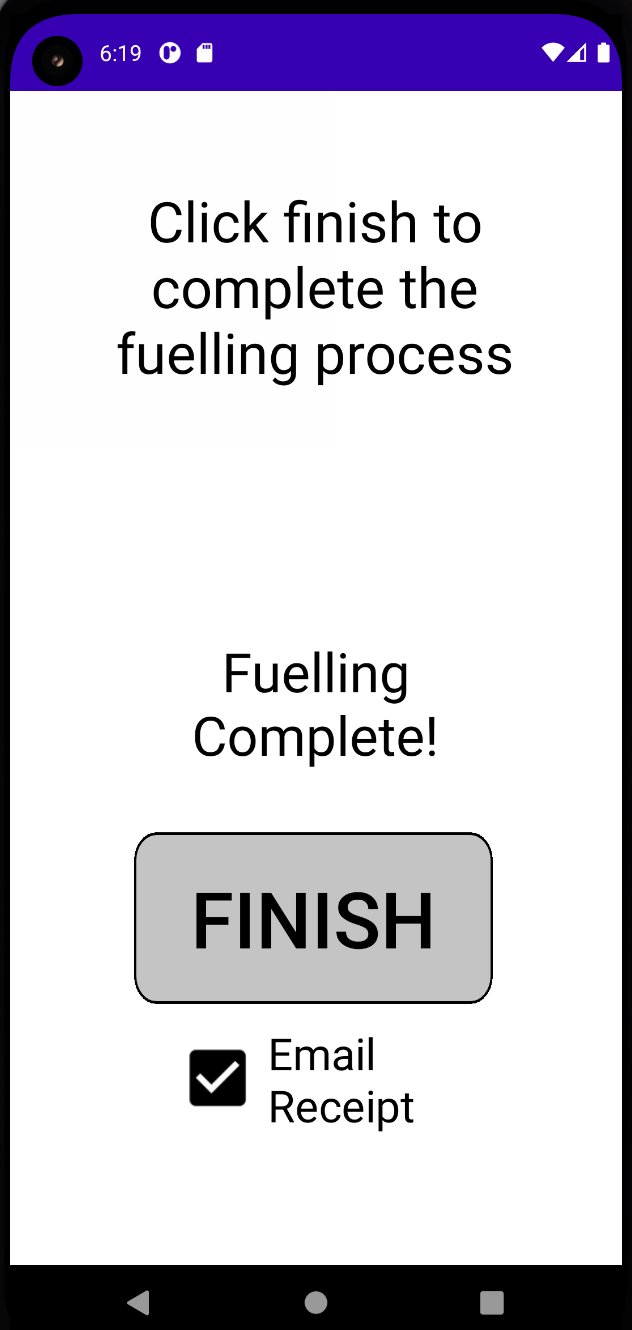 6:19
Click finish to
complete the
fuelling process
Fuelling
Complete!
FINISH
Email
Receipt